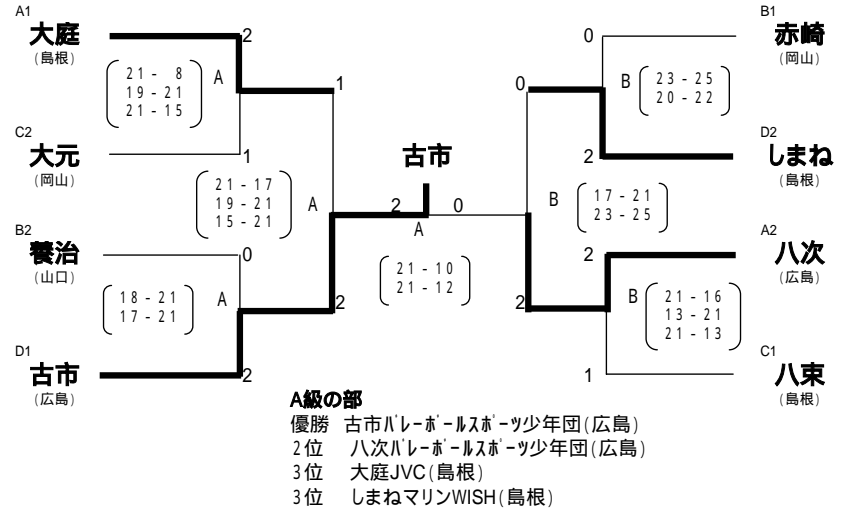 A1
大庭
(島根)
2
21 - 8
19 - 21
21 - 15
A
C2
大元
(岡山)
1
1
21 - 17
19 - 21
15 - 21
A
B2
養治
(山口)
0
18 - 21
17 - 21
A
2
D1
古市
(広島)
2
古市
2
0
A
21 - 10
21 - 12
B1
赤崎
(岡山)
0
B
23 - 25
20 - 22
0
D2
しまね
(島根)
2
B
17 - 21
23 - 25
A2
八次
(広島)
2
2
B
21 - 16
13 - 21
21 - 13
C1
八束
(島根)
1
A級の部
優勝 古市バレーボールスポーツ少年団(広島)
2位 八次バレーボールスポーツ少年団(広島)
3位 大庭JVC(島根)
3位 しまねマリンWISH(島根)